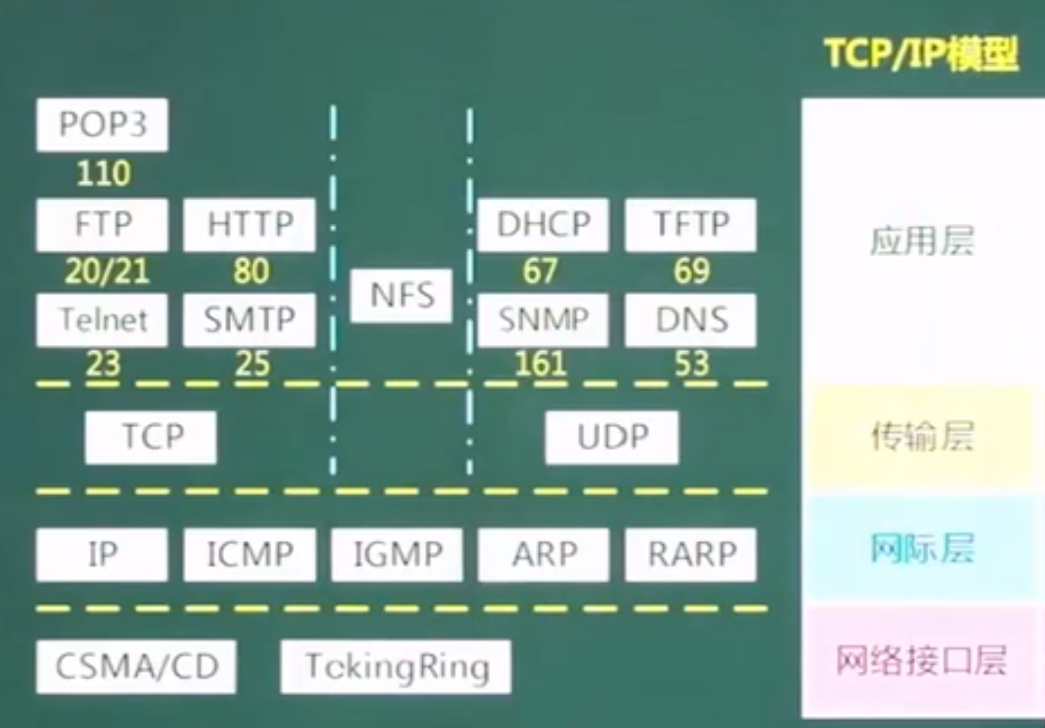 TCP/IP模型
POP3
110
FTP HTTP DHCP TFTP
20/21 80 67 69
应用层
NFS
Telnet SMTP SNMP DNS
23 25 161 53
TCP UDP 传输层
IP ICMP IGMP ARP RARP 网际层
CSMA/CD TokingRing 网络接口层